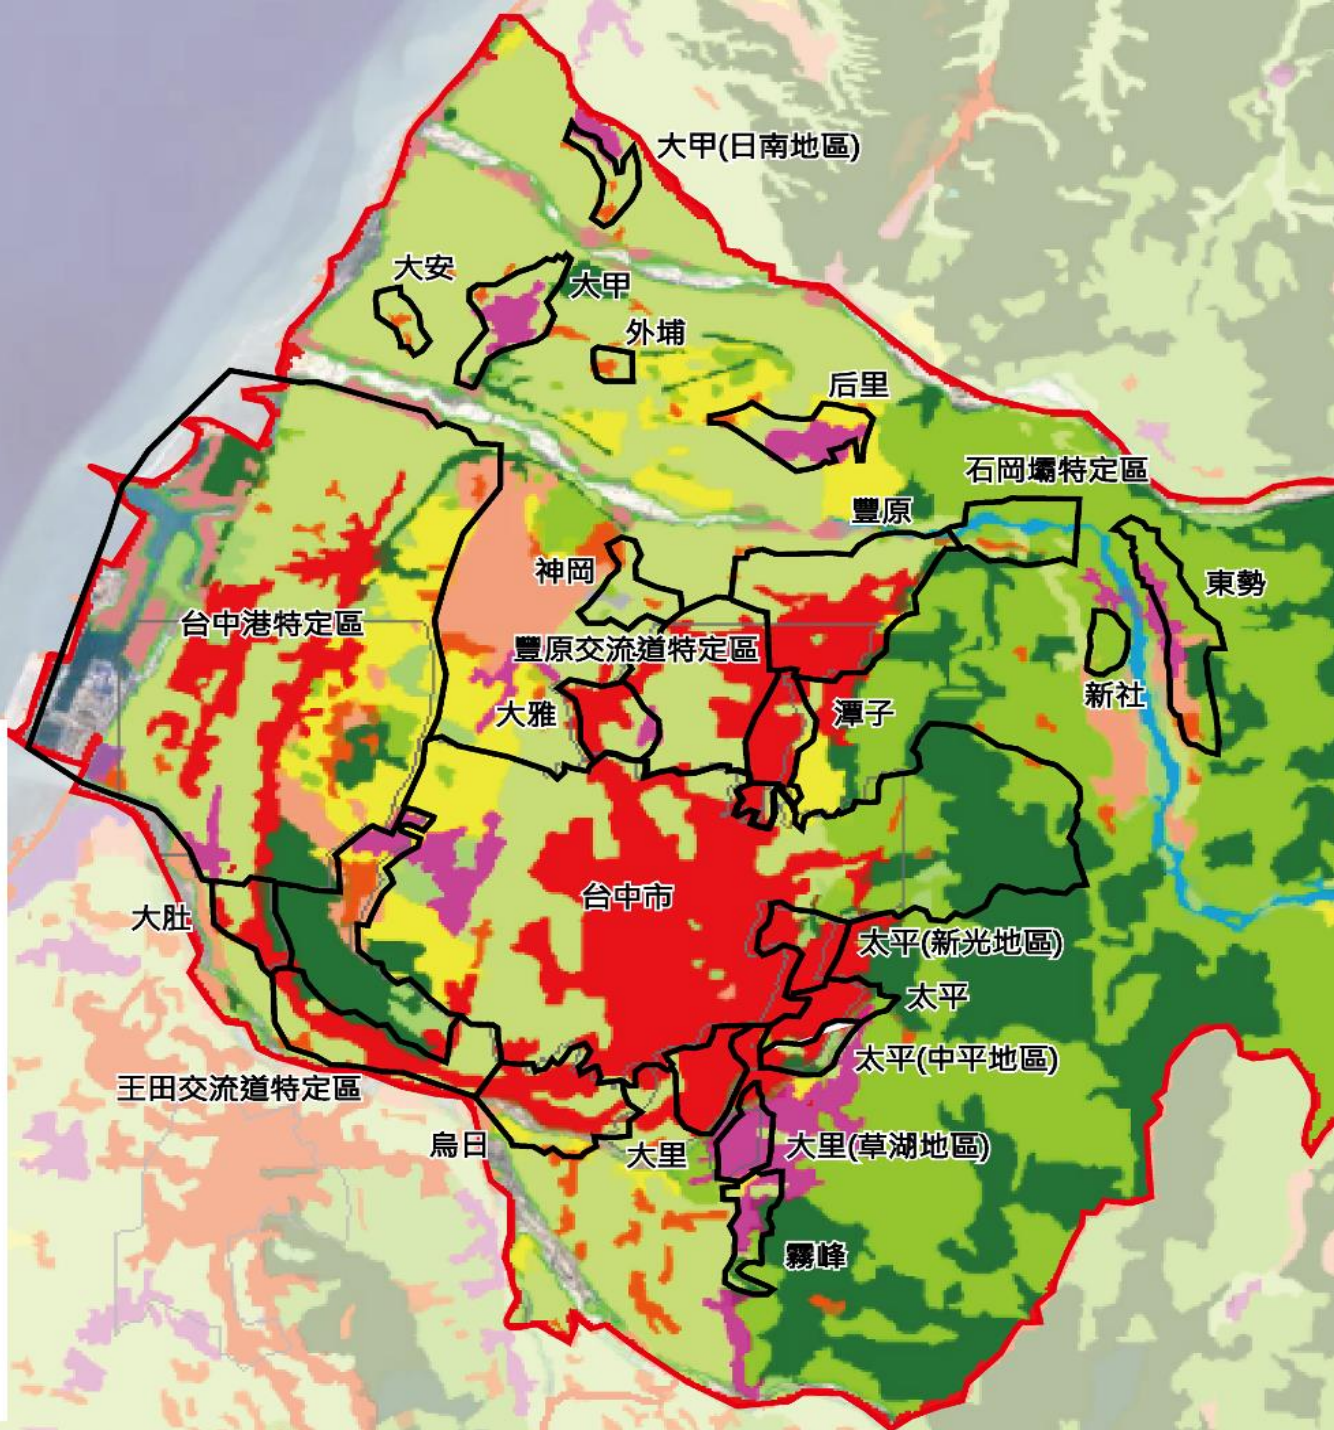 大甲(日南地區)
大安
大甲
外埔
后里
石岡壩特定區
豐原
神岡
東勢
台中港特定區
豐原交流道特定區
新社
大雅
潭子
台中市
大肚
太平(新光地區)
太平
太平(中平地區)
王田交流道特定區
烏日
大里
大里(草湖地區)
霧峰